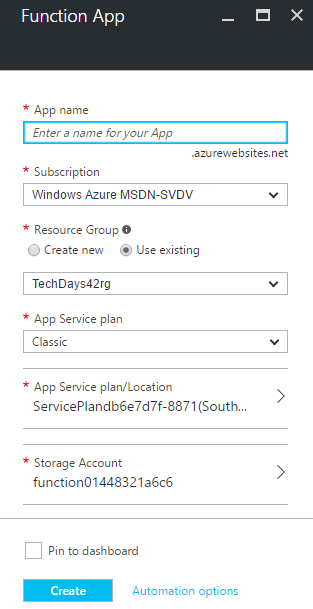 Function App
* App name
Enter a name for your App
.azurewebsites.net
* Subscription
Windows Azure MSDN-SVDV
* Resource Group
Create new Use existing
TechDays42rg
* App Service plan
Classic
* App Service plan/Location
ServicePlandb6e7d7f-8871(South...
* Storage Account
function01448321a6c6
Pin to dashboard
Create Automation options